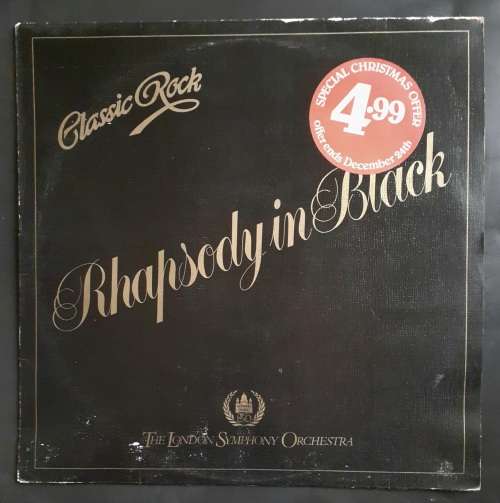 Classic Rock
SPECIAL CHRISTMAS OFFER
4.99
offer ends December 24th
Rhapsody in Black
THE LONDON SYMPHONY ORCHESTRA